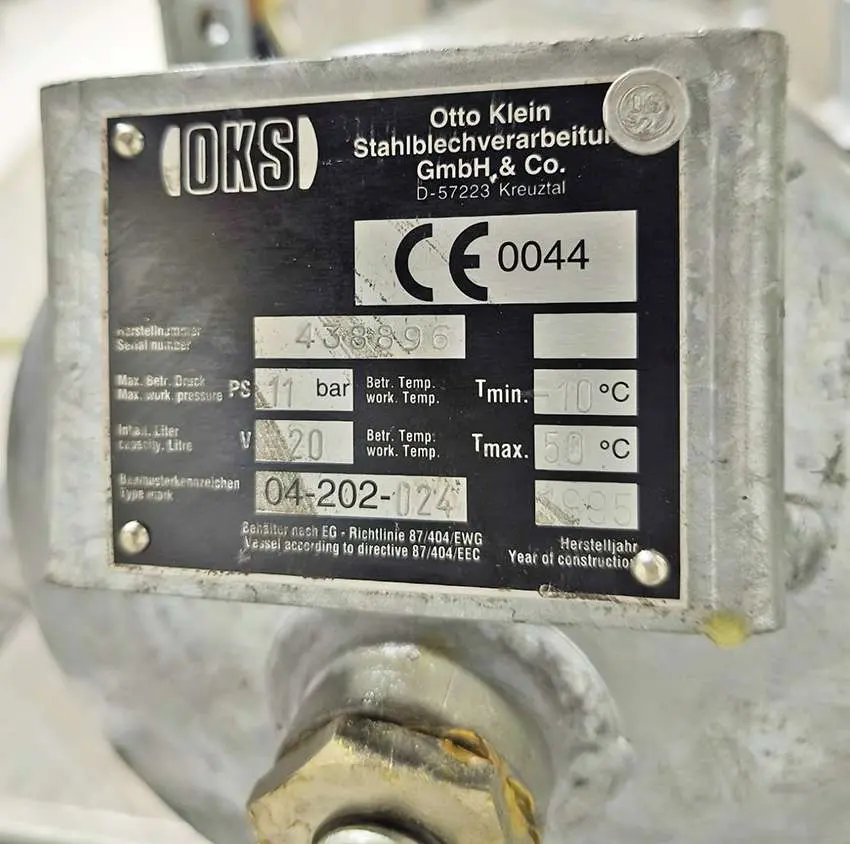 OKS
Otto Klein
Stahlblechverarbeitun
GmbH & Co.
D-57223 Kreuztal
CE 0044
Herstellnummer
Serial number
438896
Max. Betr. Druck
Max. work. pressure
PS 11 bar
Betr. Temp.
work. Temp.
Tmin. -10 °C
Inhalt. Liter
capacity. Litre
V 20
Betr. Temp.
work. Temp.
Tmax. 50 °C
Baumusterkennzeichen
Type mark
04-202-024
1995
Behälter nach EG - Richtlinie 87/404/EWG
Vessel according to directive 87/404/EEC
Herstelljahr
Year of construction